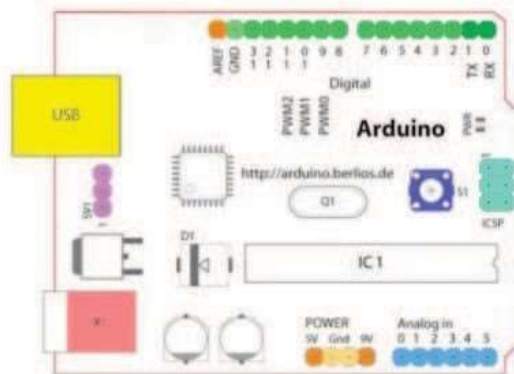 AREF
GND
13
12
11
10
9
8
7
6
5
4
3
2
1
0
TX
RX
Digital
USB
PWM2
PWM1
PWM0
Arduino
PWR
http://arduino.berlios.de
SV1
1
Q1
S1
1
ICSP
D1
IC 1
POWER
5V Gnd 9V
Analog in
0 1 2 3 4 5